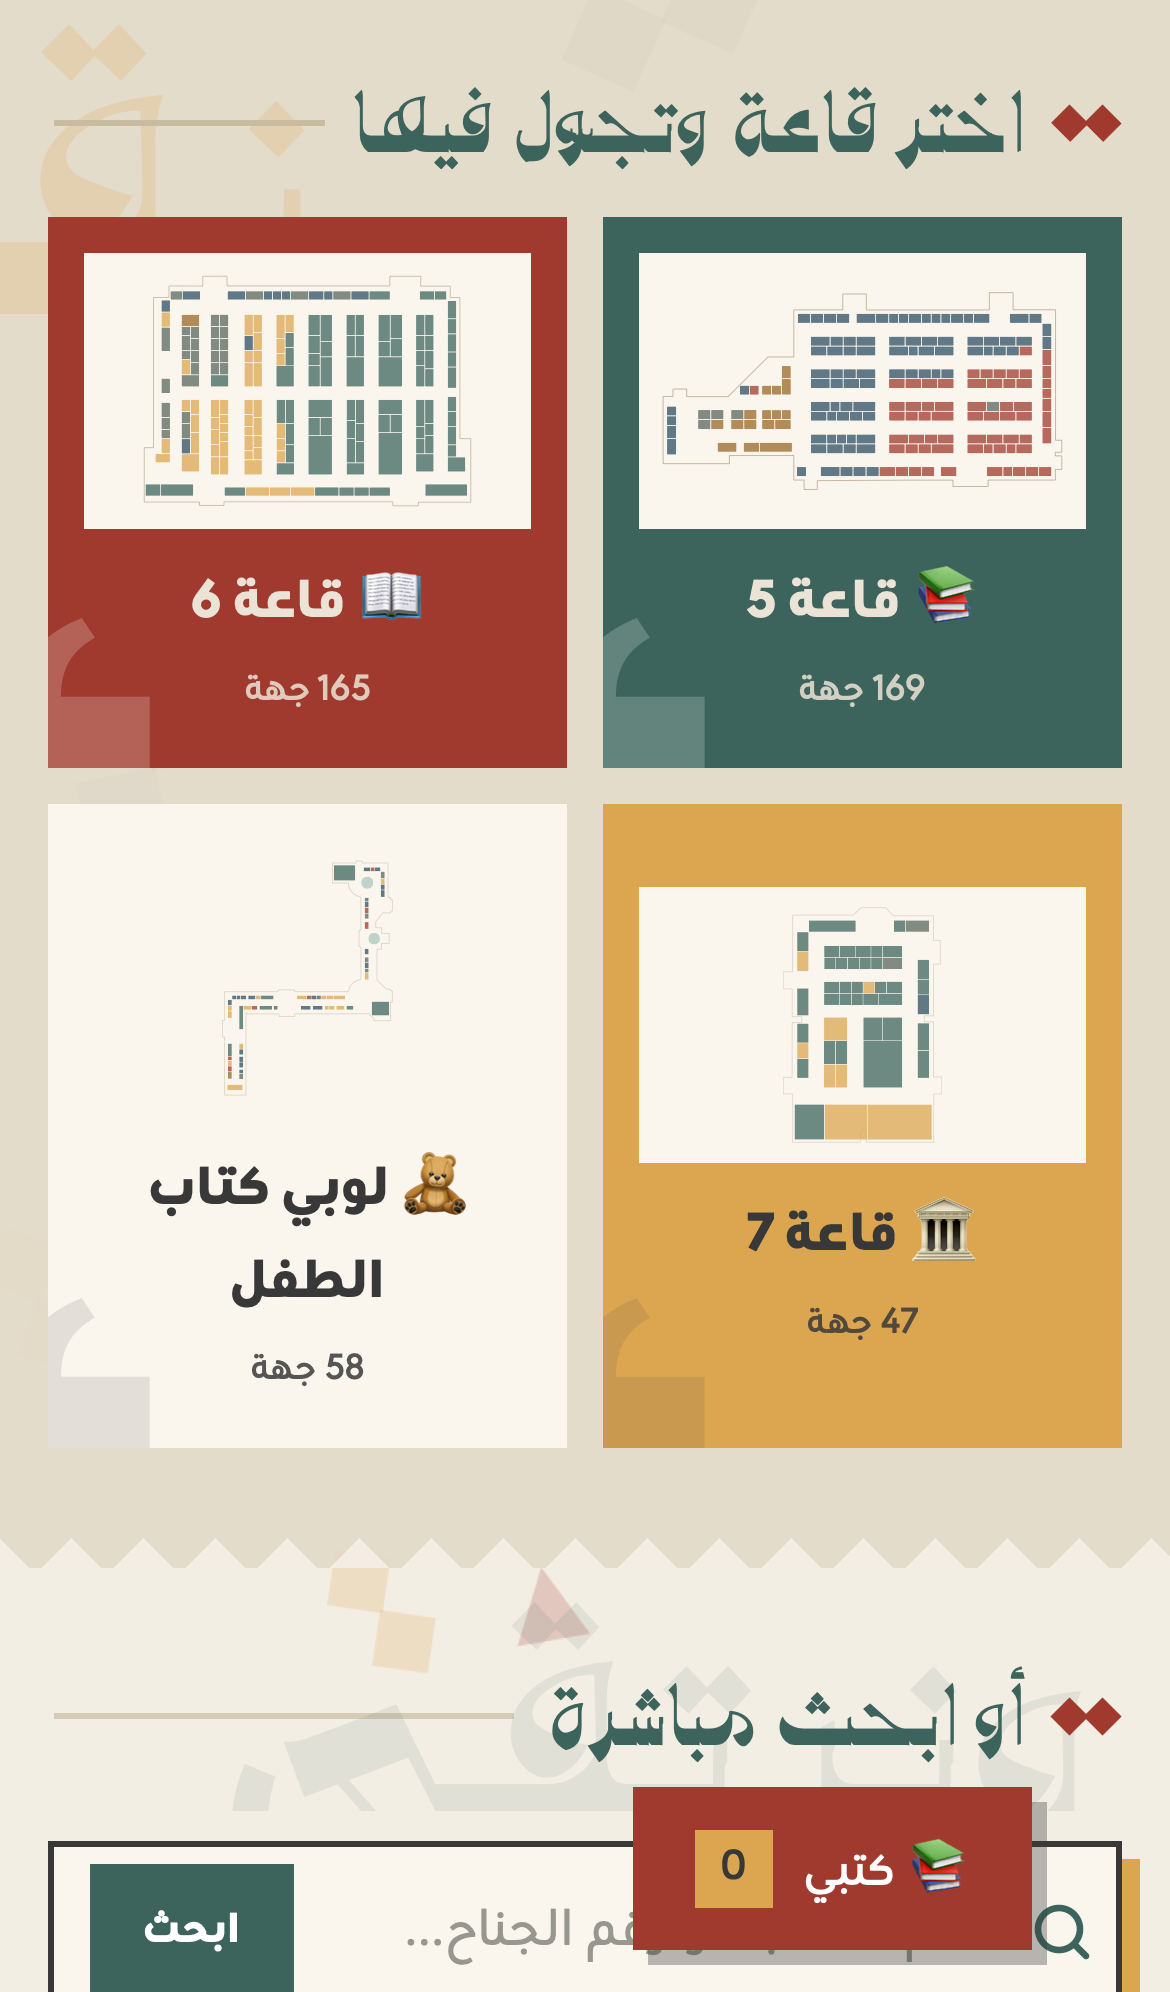 اختر قاعة وتجول فيها
قاعة 5
169 جهة
قاعة 6
165 جهة
قاعة 7
47 جهة
لوبي كتاب
الطفل
58 جهة
أو ابحث مباشرة
كتبي 0
الجناح...
ابحث